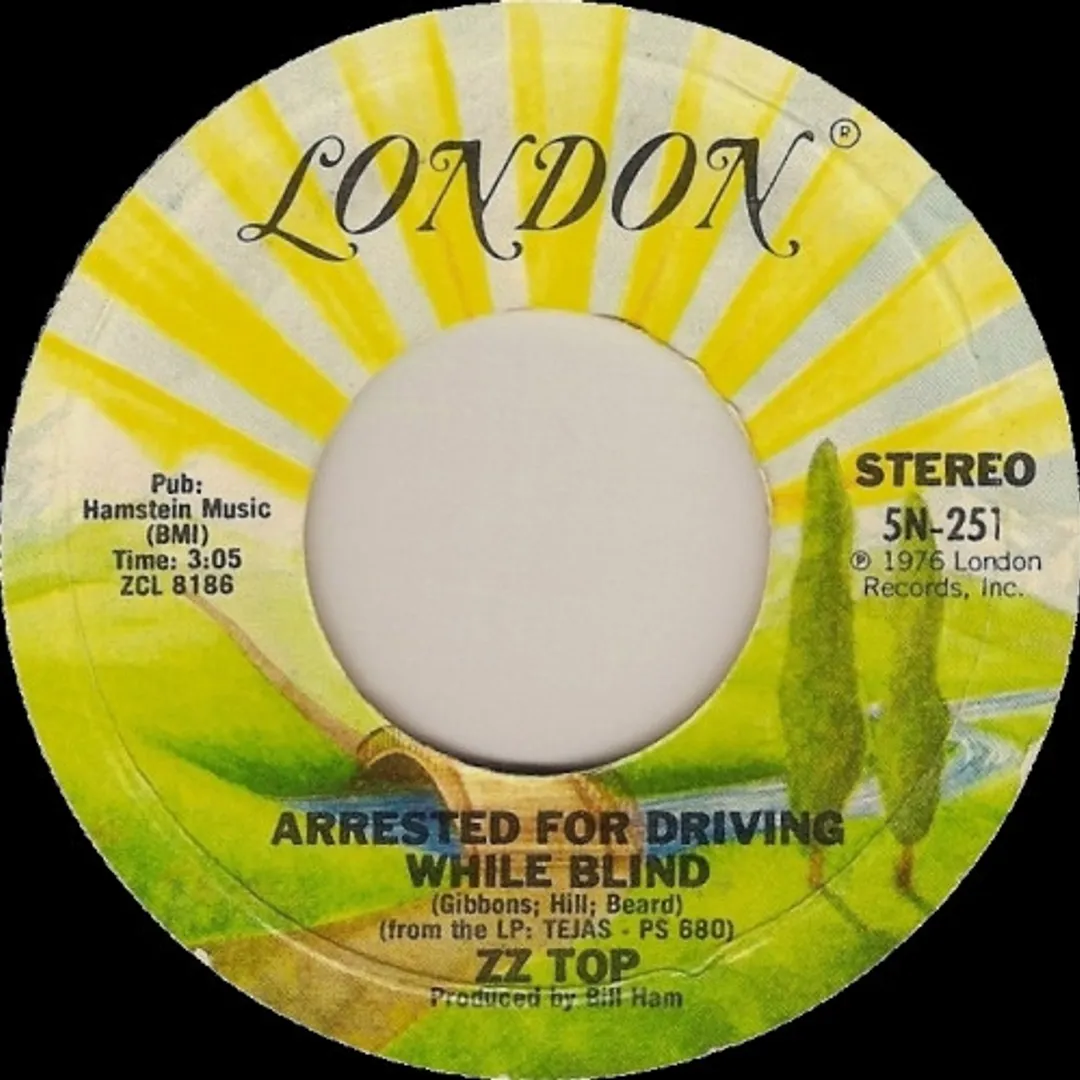 LONDON®
Pub:
Hamstein Music
(BMI)
Time: 3:05
ZCL 8186
STEREO
5N-251
℗ 1976 London
Records, Inc.
ARRESTED FOR DRIVING
WHILE BLIND
(Gibbons; Hill; Beard)
(from the LP: TEJAS - PS 680)
ZZ TOP
Produced by Bill Ham